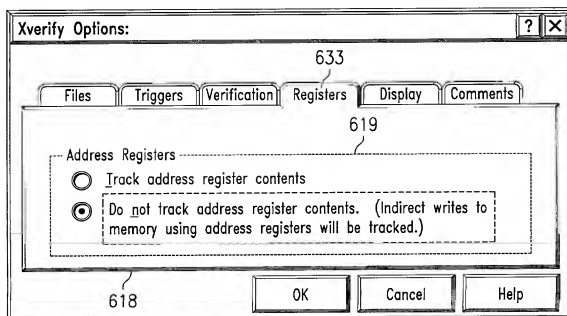 Xverify Options:
? X
633
Files Triggers Verification Registers Display Comments
619
Address Registers
Track address register contents
Do not track address register contents. (Indirect writes to
memory using address registers will be tracked.)
618
OK Cancel Help